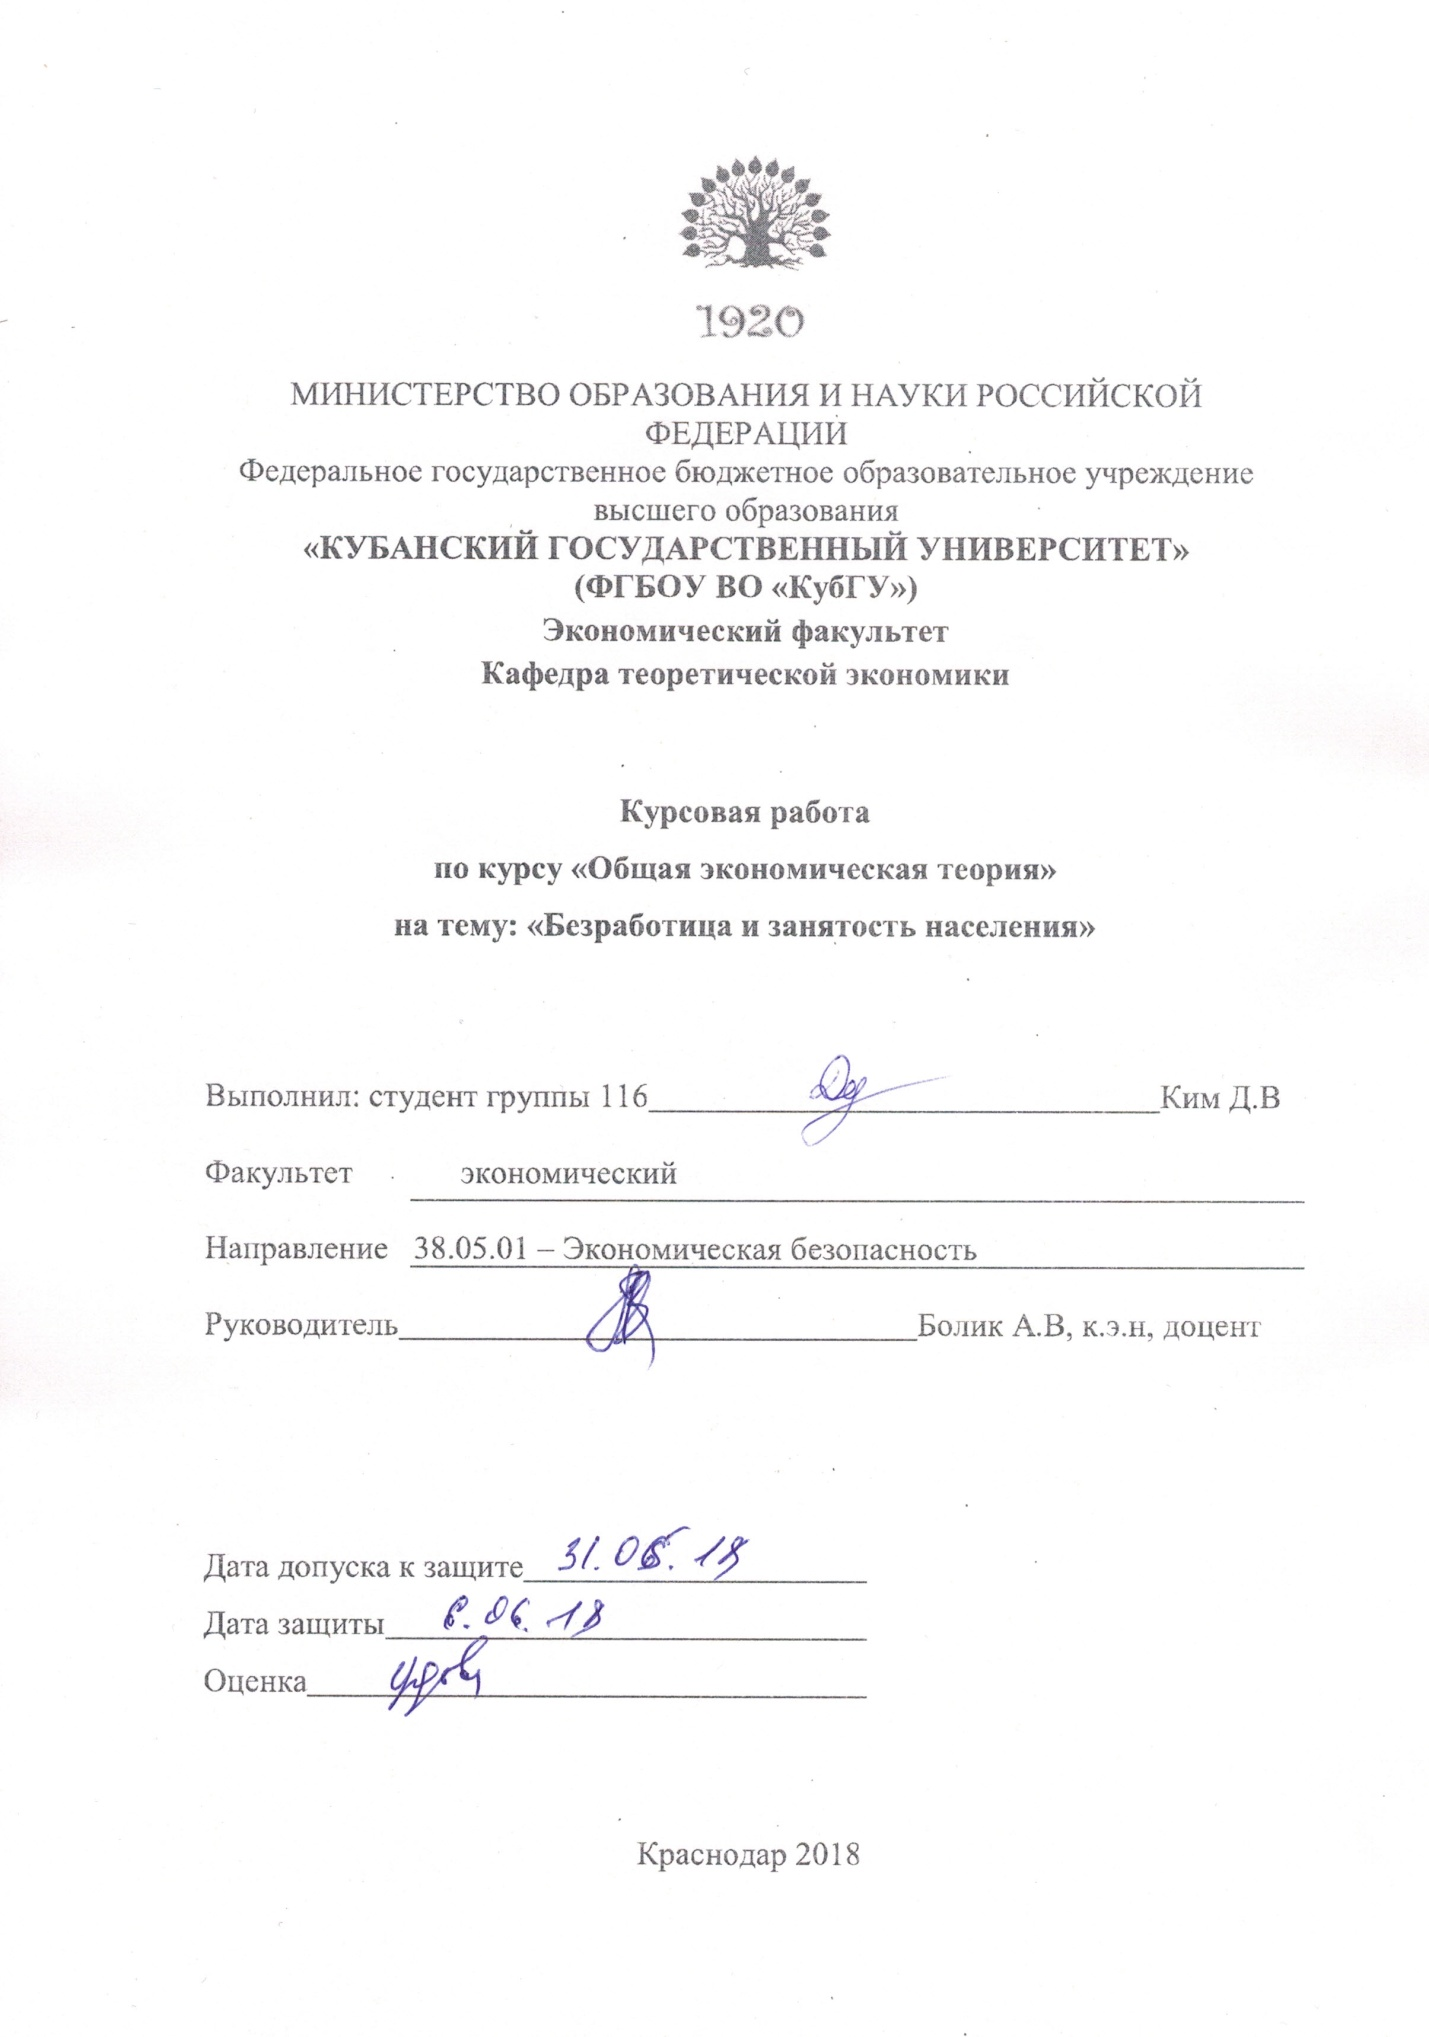 1920
МИНИСТЕРСТВО ОБРАЗОВАНИЯ И НАУКИ РОССИЙСКОЙ
ФЕДЕРАЦИИ
Федеральное государственное бюджетное образовательное учреждение
высшего образования
«КУБАНСКИЙ ГОСУДАРСТВЕННЫЙ УНИВЕРСИТЕТ»
(ФГБОУ ВО «КубГУ»)
Экономический факультет
Кафедра теоретической экономики
Курсовая работа
по курсу «Общая экономическая теория»
на тему: «Безработица и занятость населения»
Выполнил: студент группы 116 Ким Д.В
Факультет экономический
Направление 38.05.01 – Экономическая безопасность
Руководитель Болик А.В, к.э.н, доцент
Дата допуска к защите 31.05.18
Дата защиты 6.06.18
Оценка
Краснодар 2018